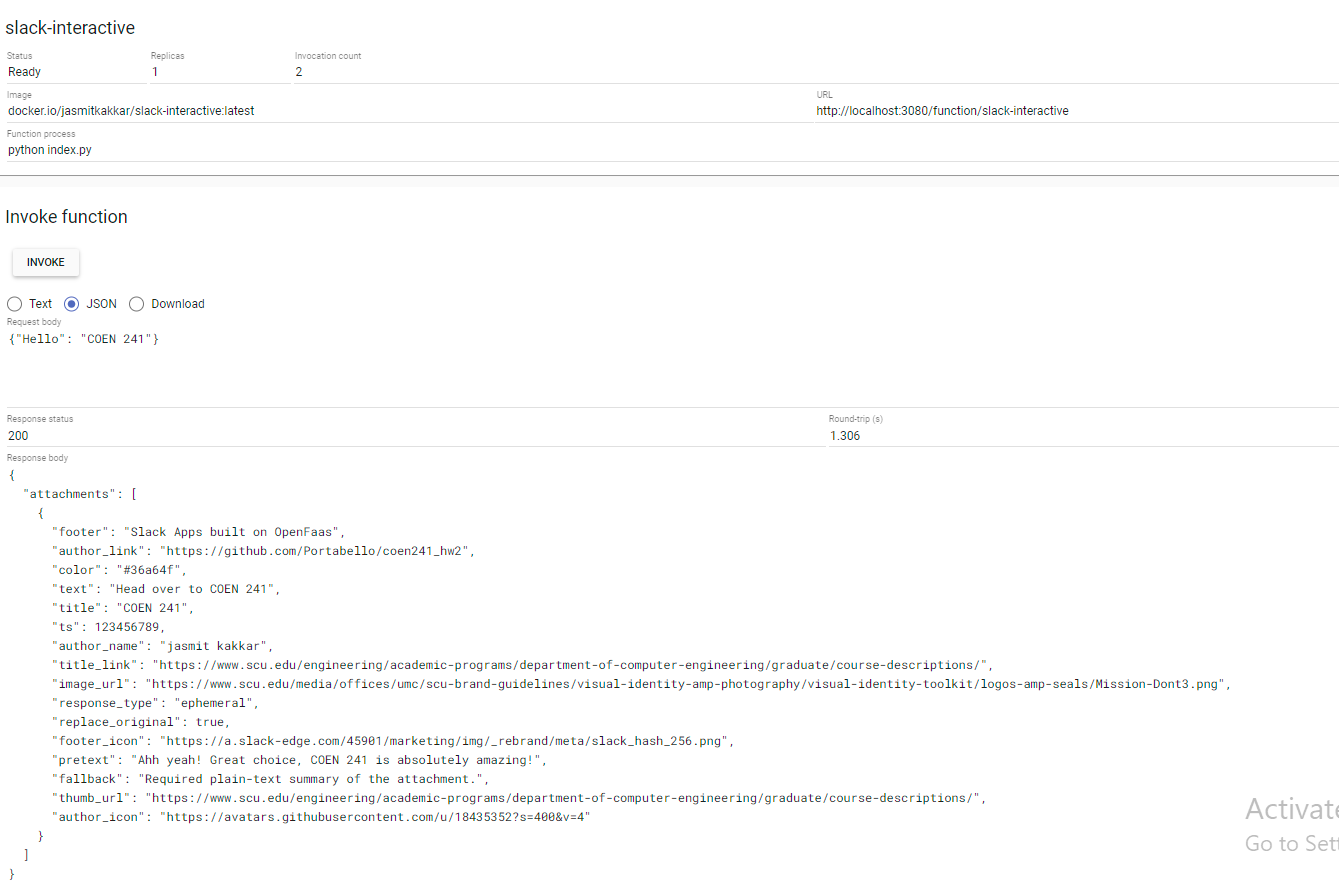 slack-interactive
Status Replicas Invocation count
Ready 1 2
Image URL
docker.io/jasmitkakkar/slack-interactive:latest http://localhost:3080/function/slack-interactive
Function process
python index.py
Invoke function
INVOKE
Text JSON Download
Request body
{"Hello": "COEN 241"}
Response status Round-trip (s)
200 1.306
Response body
{
"attachments": [
{
"footer": "Slack Apps built on OpenFaas",
"author_link": "https://github.com/Portabello/coen241_hw2",
"color": "#36a64f",
"text": "Head over to COEN 241",
"title": "COEN 241",
"ts": 123456789,
"author_name": "jasmit kakkar",
"title_link": "https://www.scu.edu/engineering/academic-programs/department-of-computer-engineering/graduate/course-descriptions/",
"image_url": "https://www.scu.edu/media/offices/umc/scu-brand-guidelines/visual-identity-amp-photography/visual-identity-toolkit/logos-amp-seals/Mission-Dont3.png",
"response_type": "ephemeral",
"replace_original": true,
"footer_icon": "https://a.slack-edge.com/45901/marketing/img/_rebrand/meta/slack_hash_256.png",
"pretext": "Ahh yeah! Great choice, COEN 241 is absolutely amazing!",
"fallback": "Required plain-text summary of the attachment.",
"thumb_url": "https://www.scu.edu/engineering/academic-programs/department-of-computer-engineering/graduate/course-descriptions/",
"author_icon": "https://avatars.githubusercontent.com/u/18435352?s=400&v=4"
}
]
}
Activate
Go to Sett